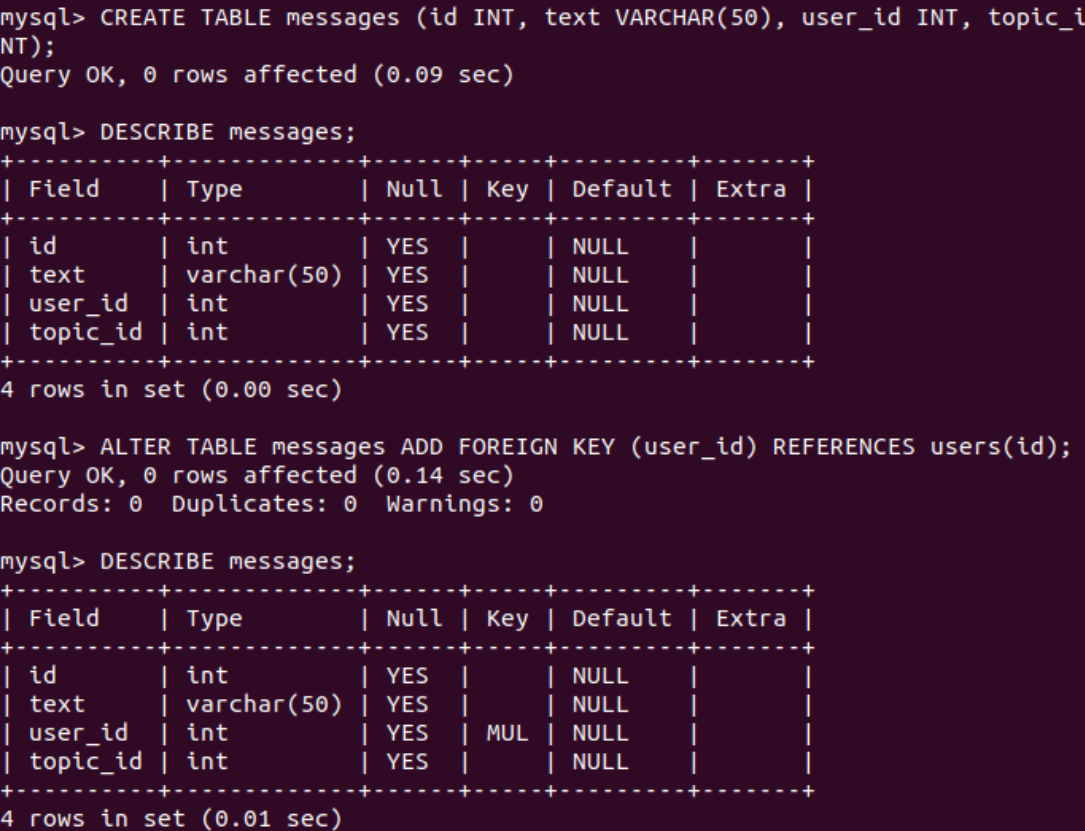 mysql> CREATE TABLE messages (id INT, text VARCHAR(50), user_id INT, topic_i
NT);
Query OK, 0 rows affected (0.09 sec)

mysql> DESCRIBE messages;
+----------+-------------+------+-----+---------+-------+
| Field    | Type        | Null | Key | Default | Extra |
+----------+-------------+------+-----+---------+-------+
| id       | int         | YES  |     | NULL    |       |
| text     | varchar(50) | YES  |     | NULL    |       |
| user_id  | int         | YES  |     | NULL    |       |
| topic_id | int         | YES  |     | NULL    |       |
+----------+-------------+------+-----+---------+-------+
4 rows in set (0.00 sec)

mysql> ALTER TABLE messages ADD FOREIGN KEY (user_id) REFERENCES users(id);
Query OK, 0 rows affected (0.14 sec)
Records: 0  Duplicates: 0  Warnings: 0

mysql> DESCRIBE messages;
+----------+-------------+------+-----+---------+-------+
| Field    | Type        | Null | Key | Default | Extra |
+----------+-------------+------+-----+---------+-------+
| id       | int         | YES  |     | NULL    |       |
| text     | varchar(50) | YES  |     | NULL    |       |
| user_id  | int         | YES  | MUL | NULL    |       |
| topic_id | int         | YES  |     | NULL    |       |
+----------+-------------+------+-----+---------+-------+
4 rows in set (0.01 sec)